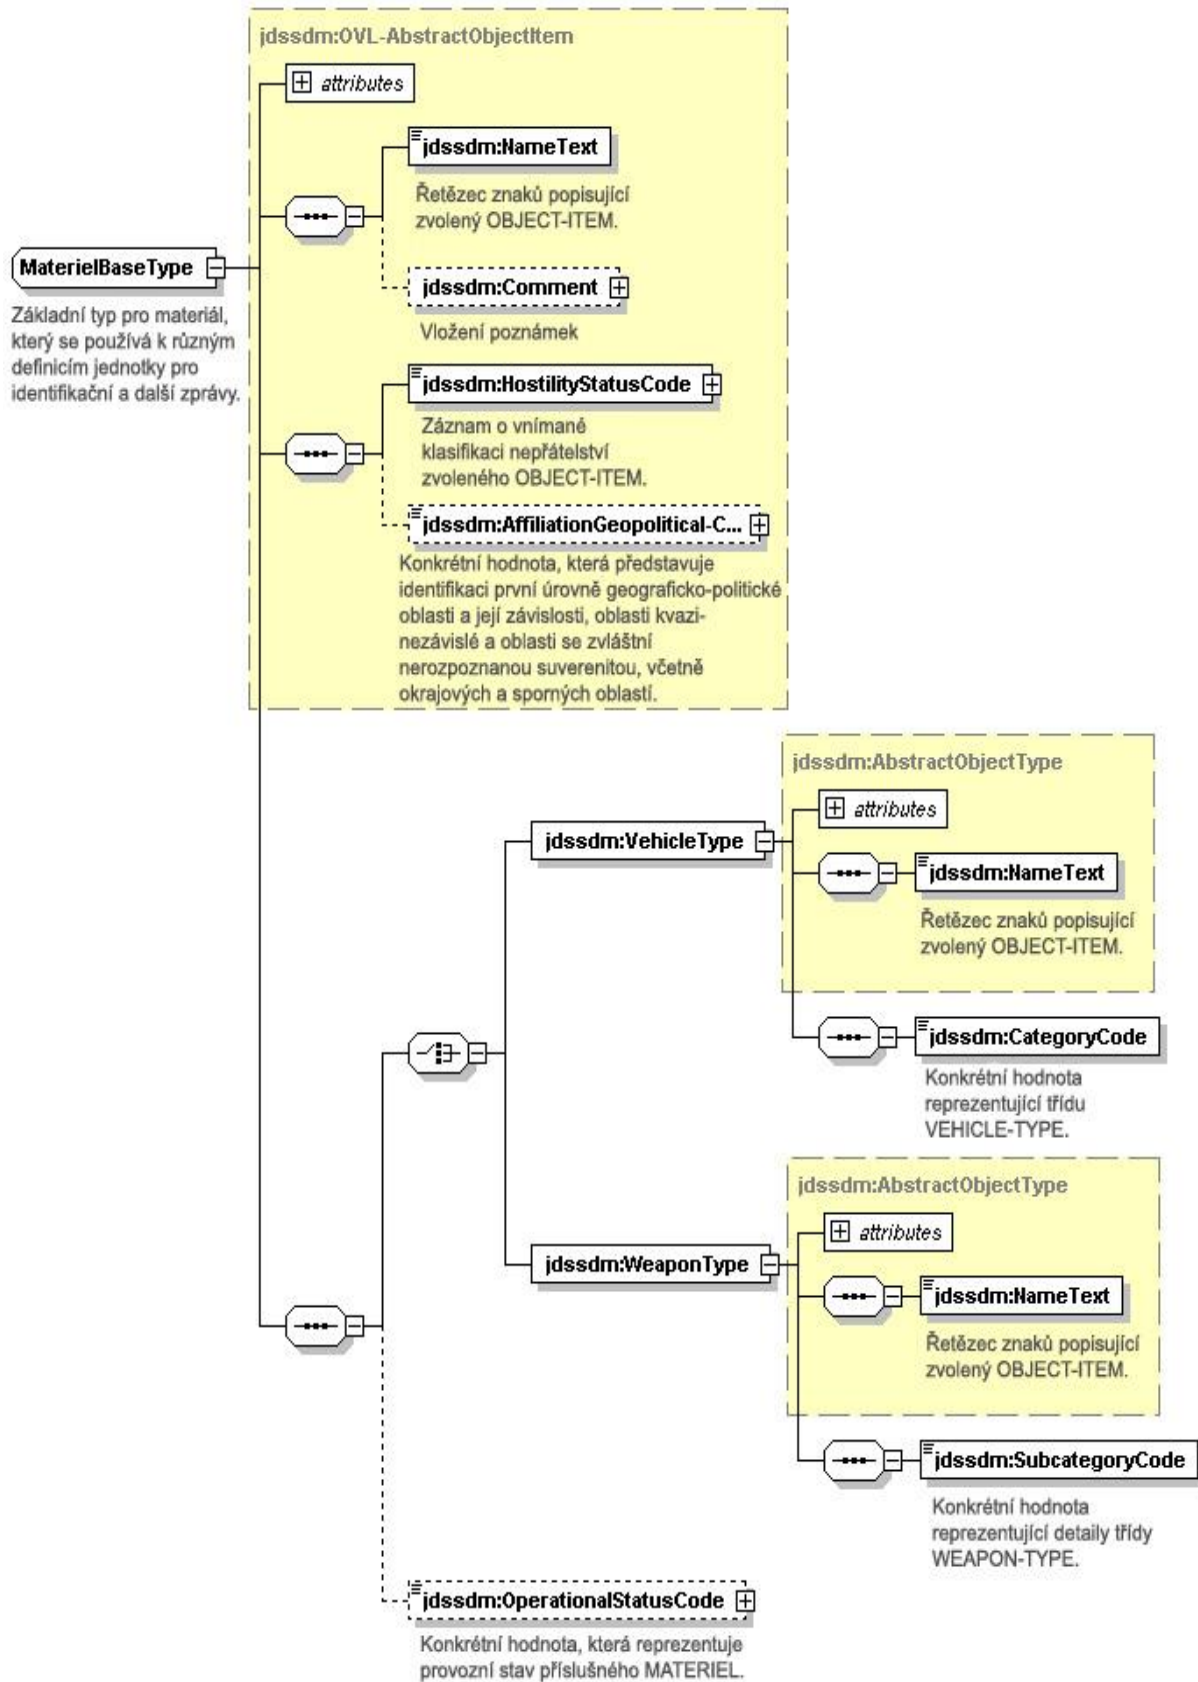 jdssdm:OVL-AbstractObjectItem
attributes
jdssdm:NameText
Řetězec znaků popisující
zvolený OBJECT-ITEM.
MaterielBaseType
Základní typ pro materiál,
který se používá k různým
definicím jednotky pro
identifikační a další zprávy.
jdssdm:Comment
Vložení poznámek
jdssdm:HostilityStatusCode
Záznam o vnímané
klasifikaci nepřátelství
zvoleného OBJECT-ITEM.
jdssdm:AffiliationGeopolitical-C...
Konkrétní hodnota, která představuje
identifikaci první úrovně geograficko-politické
oblasti a její závislosti, oblasti kvazi-
nezávislé a oblasti se zvláštní
nerozpoznanou suverenitou, včetně
okrajových a sporných oblastí.
jdssdm:AbstractObjectType
attributes
jdssdm:VehicleType
jdssdm:NameText
Řetězec znaků popisující
zvolený OBJECT-ITEM.
jdssdm:CategoryCode
Konkrétní hodnota
reprezentující třídu
VEHICLE-TYPE.
jdssdm:AbstractObjectType
attributes
jdssdm:WeaponType
jdssdm:NameText
Řetězec znaků popisující
zvolený OBJECT-ITEM.
jdssdm:SubcategoryCode
Konkrétní hodnota
reprezentující detaily třídy
WEAPON-TYPE.
jdssdm:OperationalStatusCode
Konkrétní hodnota, která reprezentuje
provozní stav příslušného MATERIEL.